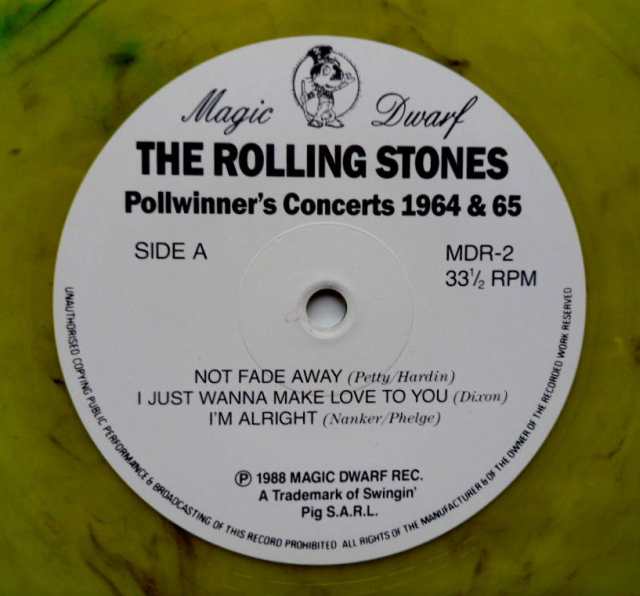 Magic Dwarf
THE ROLLING STONES
Pollwinner's Concerts 1964 & 65
SIDE A
MDR-2
33⅓ RPM
NOT FADE AWAY (Petty/Hardin)
I JUST WANNA MAKE LOVE TO YOU (Dixon)
I'M ALRIGHT (Nanker/Phelge)
Ⓟ 1988 MAGIC DWARF REC.
A Trademark of Swingin'
Pig S.A.R.L.
UNAUTHORISED COPYING PUBLIC PERFORMANCE & BROADCASTING OF THIS RECORD PROHIBITED ALL RIGHTS OF THE MANUFACTURER & OF THE OWNER OF THE RECORDED WORK RESERVED